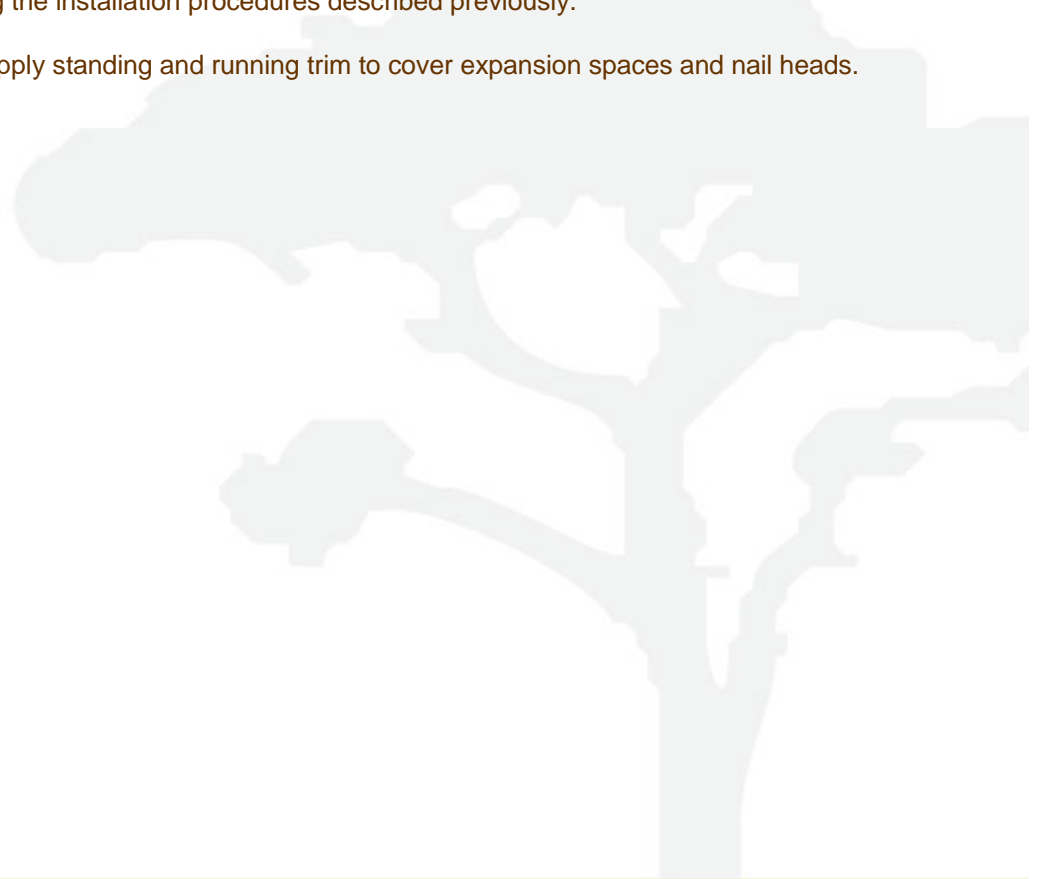 the installation procedures described previously.
pply standing and running trim to cover expansion spaces and nail heads.